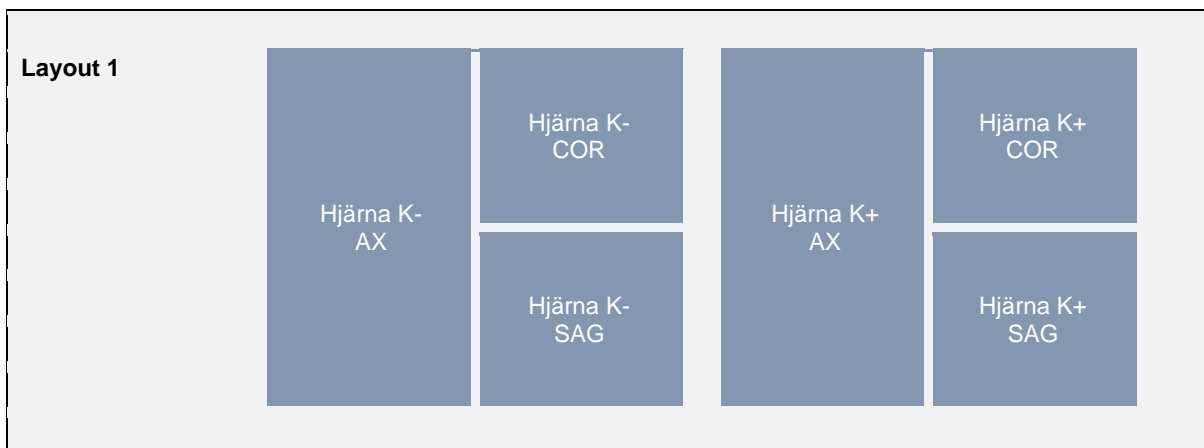 Layout 1
Hjärna K-
AX
Hjärna K-
COR
Hjärna K-
SAG
Hjärna K+
AX
Hjärna K+
COR
Hjärna K+
SAG